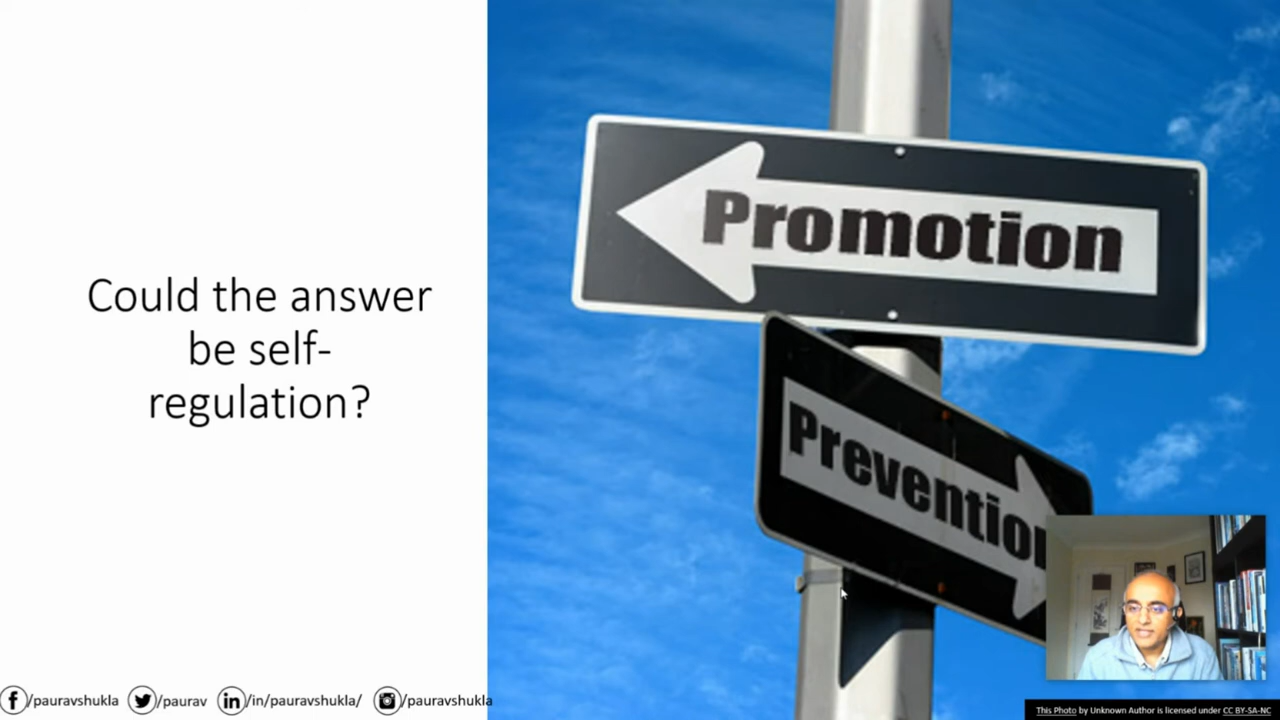 Could the answer
be self-
regulation?
Promotion
Prevention
/pauravshukla
/paurav
/in/pauravshukla/
/pauravshukla
This Photo by Unknown Author is licensed under CC BY-SA-NC